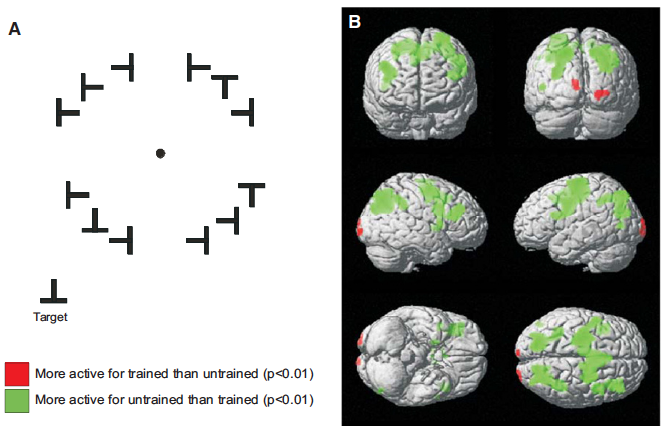 A
B
Target
More active for trained than untrained (p<0.01)
More active for untrained than trained (p<0.01)